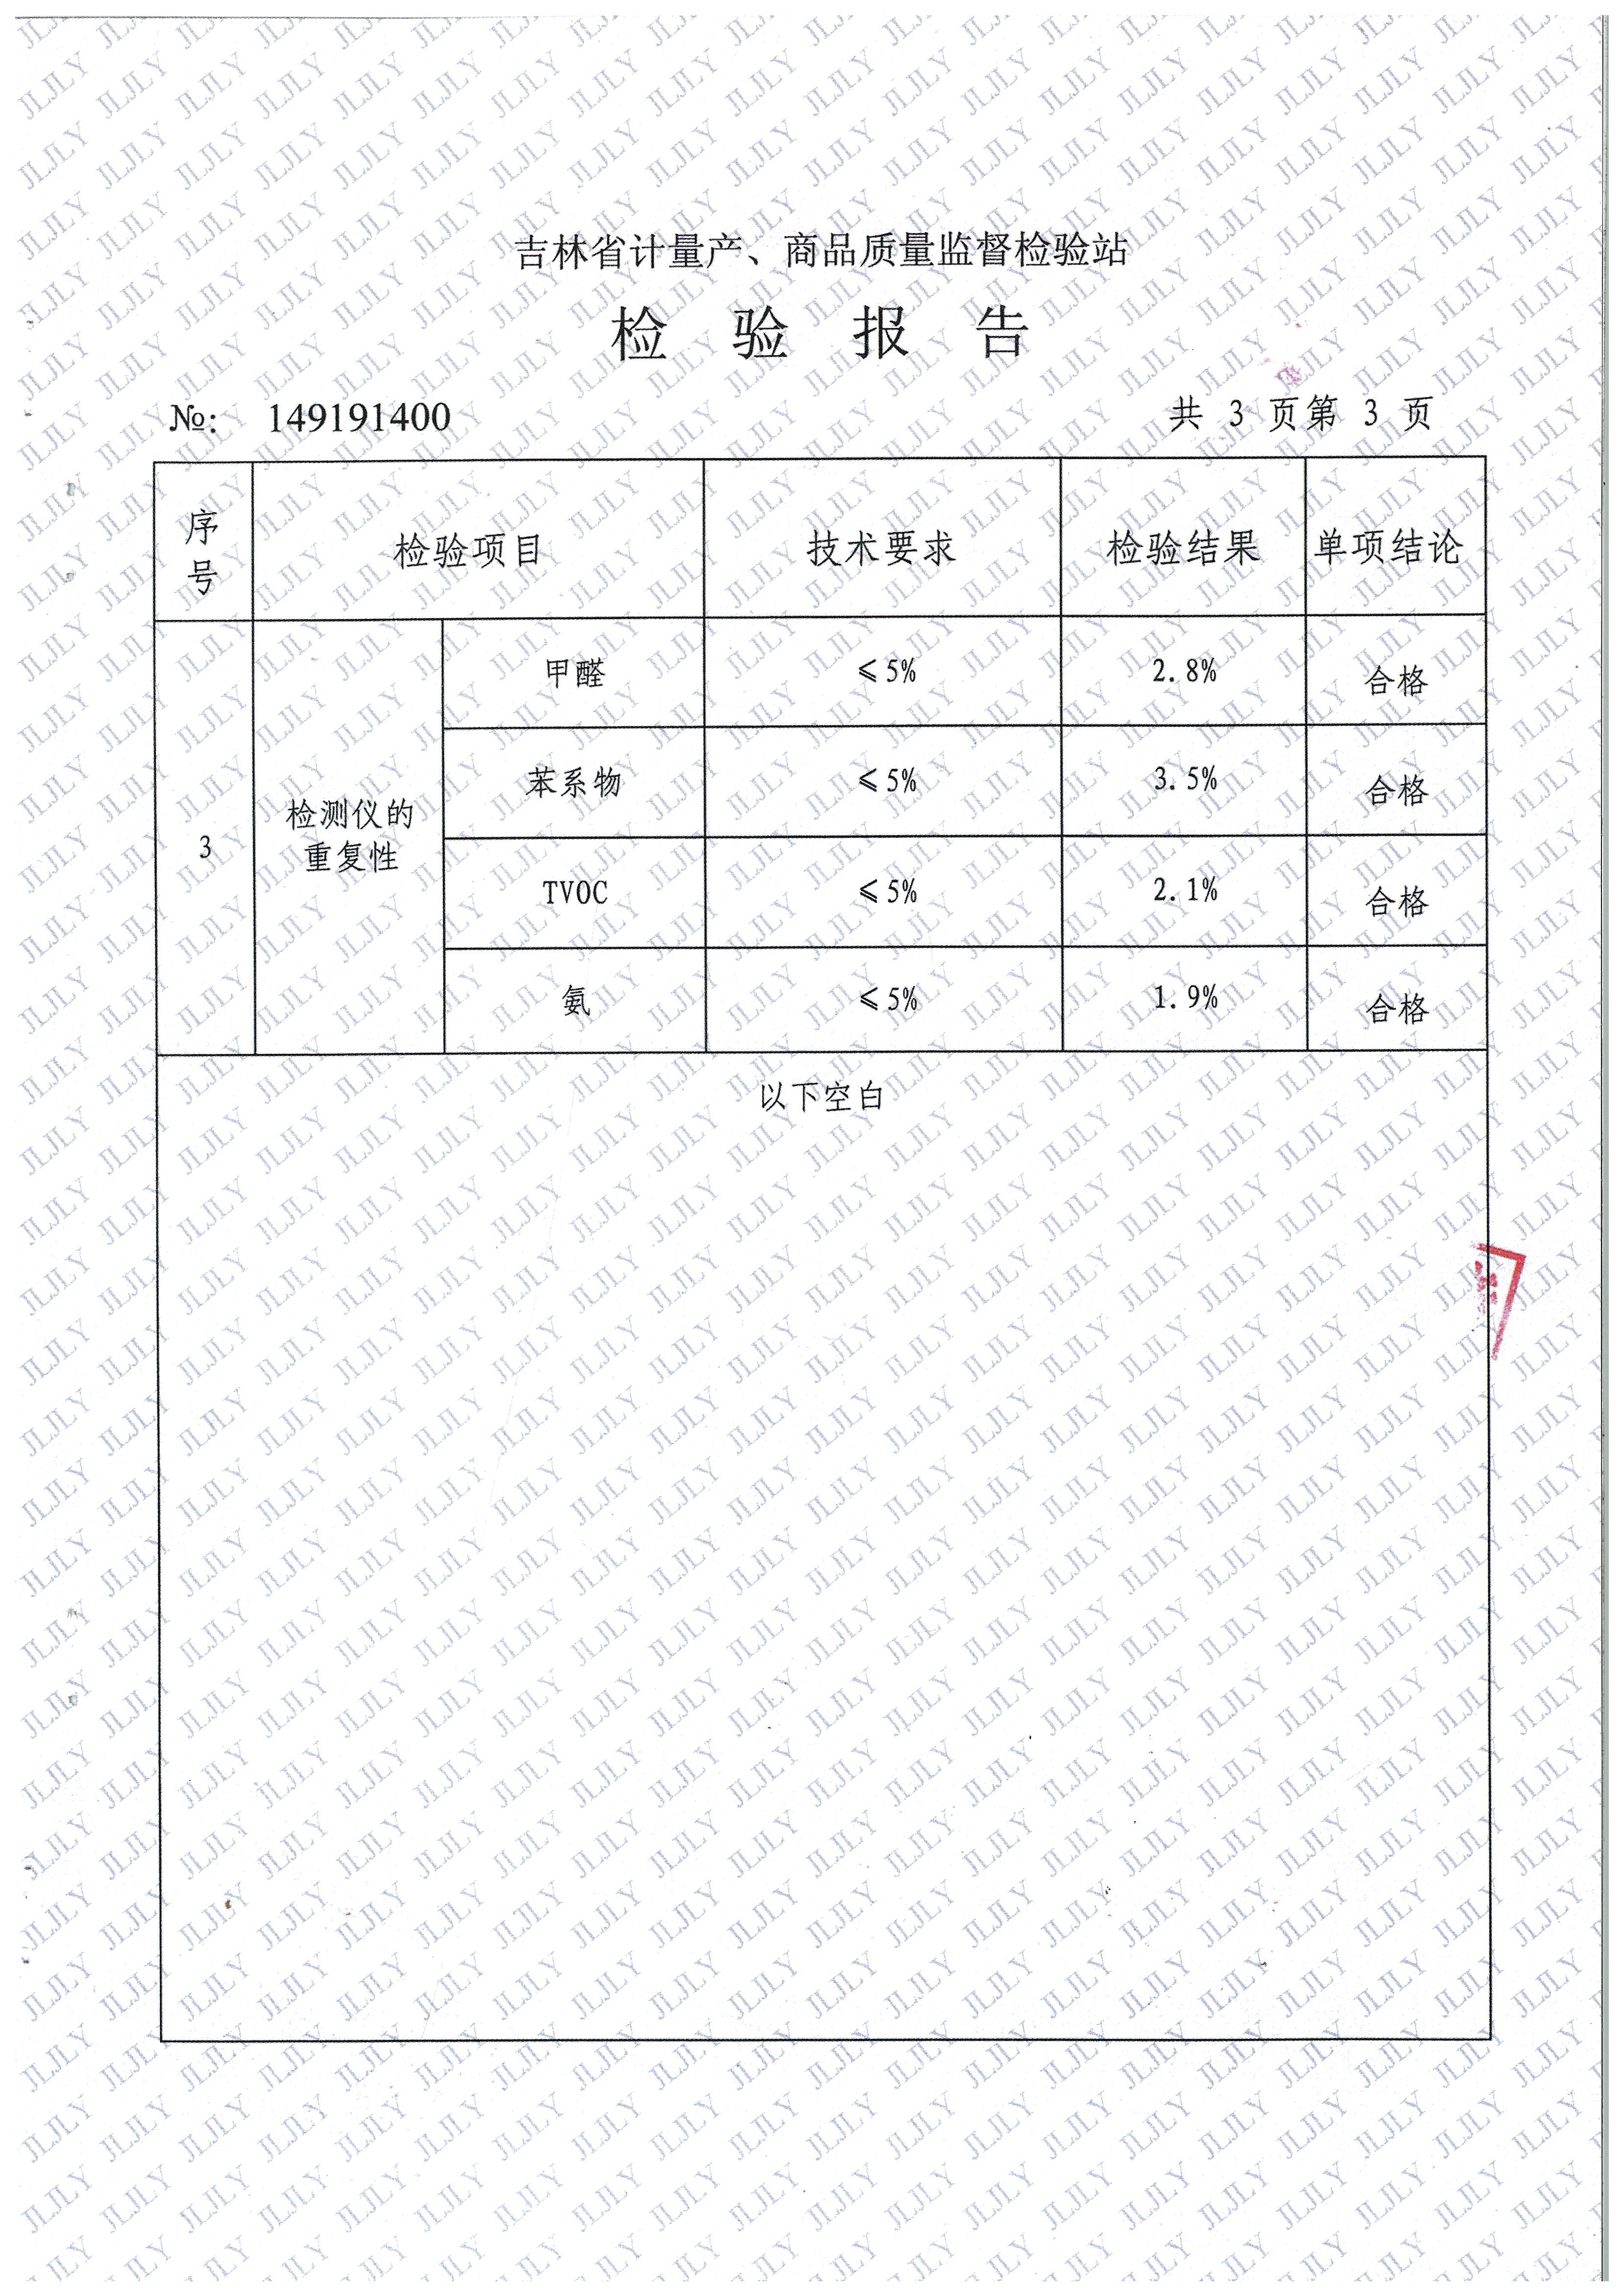 吉林省计量产、商品质量监督检验站
检 验 报 告
№: 149191400 共 3 页第 3 页
序号 检验项目 技术要求 检验结果 单项结论
3 检测仪的重复性 甲醛 ≤5% 2.8% 合格
苯系物 ≤5% 3.5% 合格
TVOC ≤5% 2.1% 合格
氨 ≤5% 1.9% 合格
以下空白
JLJLY